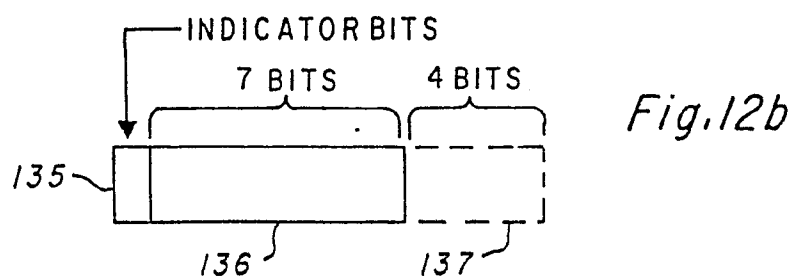 INDICATOR BITS
7 BITS
4 BITS
Fig. 12b
135
136
137